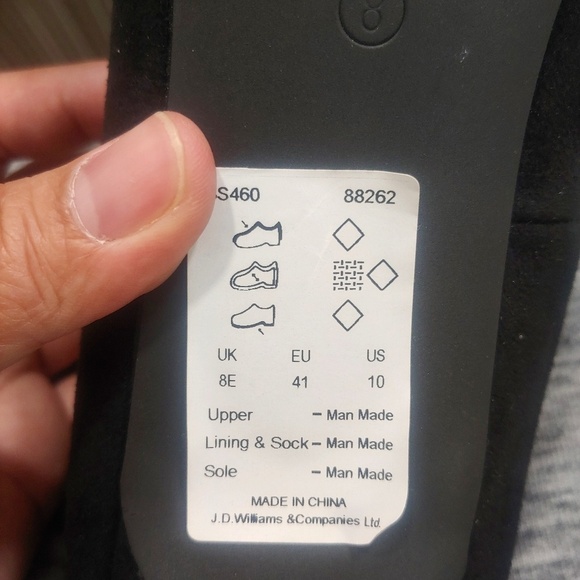 8
S460 88262
UK EU US
8E 41 10
Upper – Man Made
Lining & Sock – Man Made
Sole – Man Made
MADE IN CHINA
J.D.Williams &Companies Ltd.